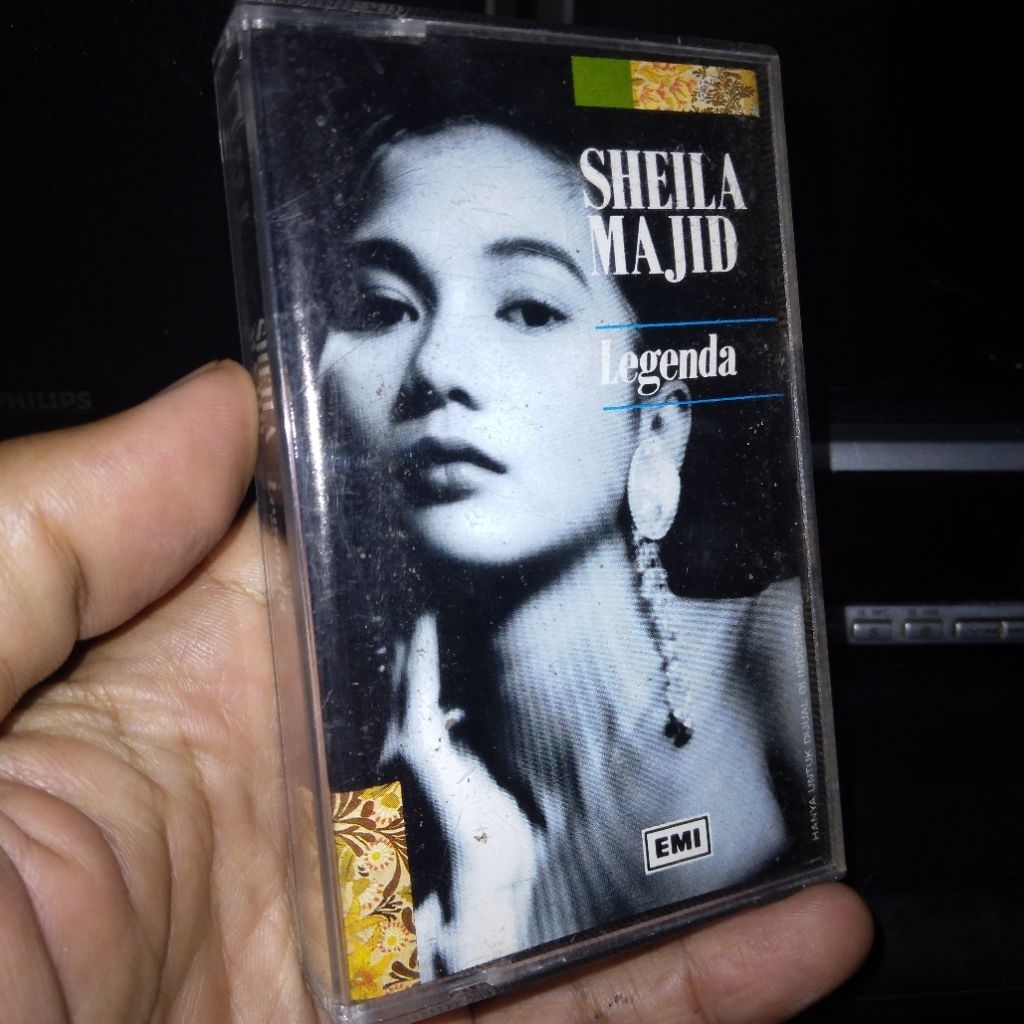 SHEILA
MAJID
Legenda
EMI
HANYA UNTUK DIJUAL DI INDONESIA
PHILIPS